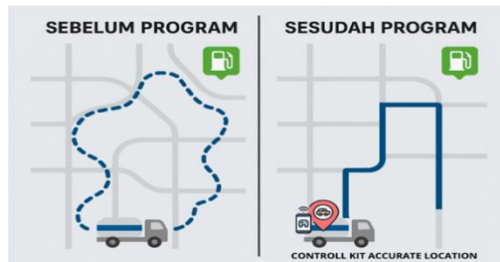 SEBELUM PROGRAM
SESUDAH PROGRAM
CONTROLL KIT ACCURATE LOCATION